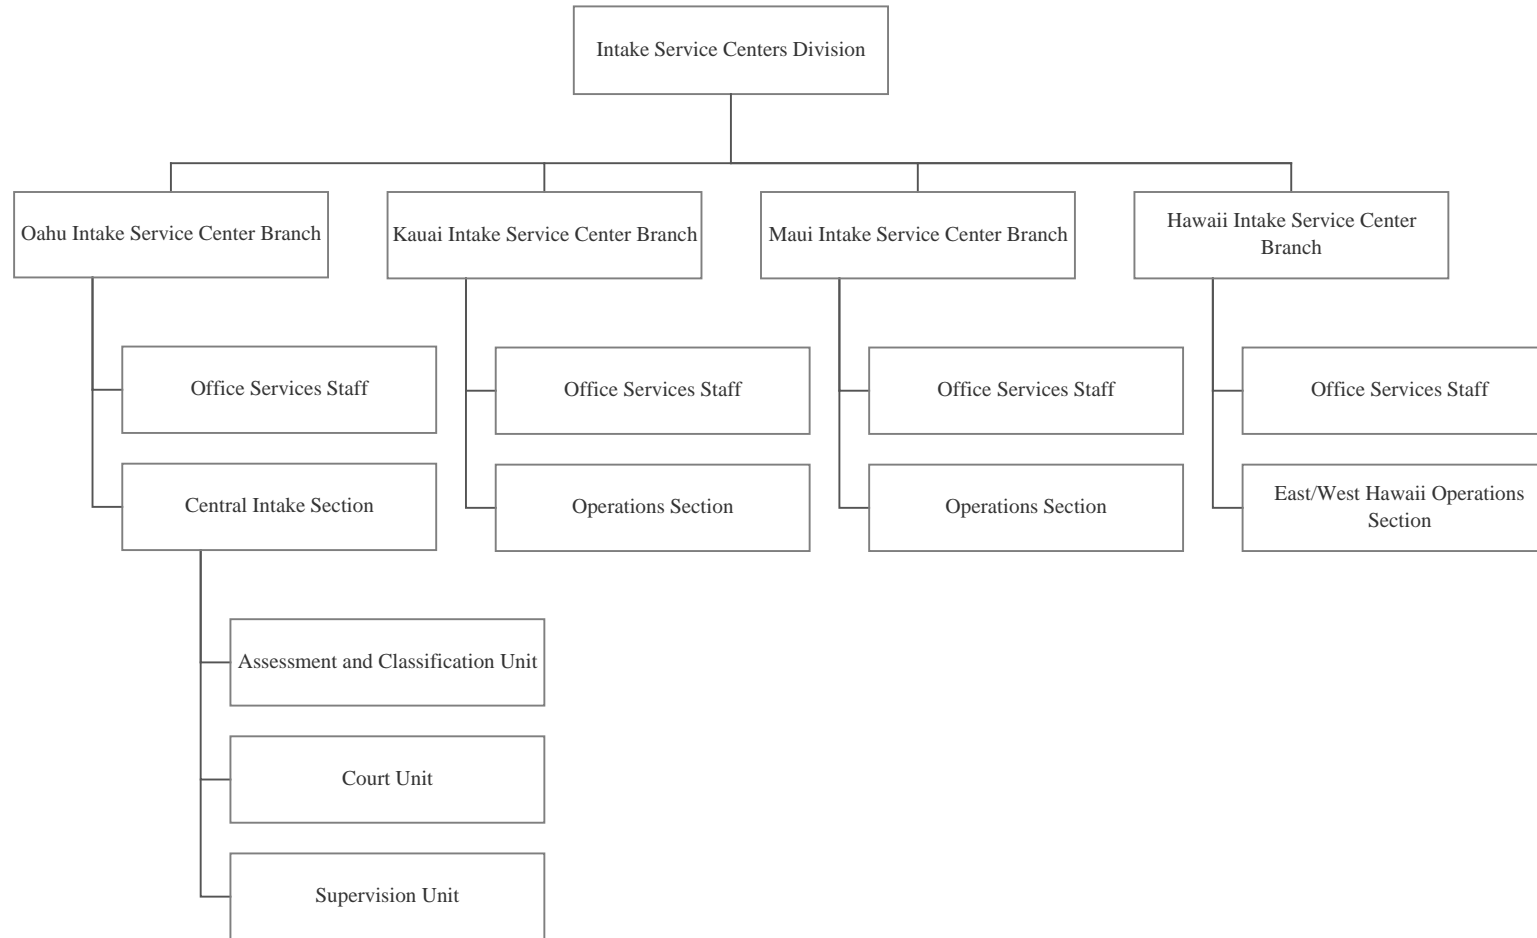 Intake Service Centers Division
Oahu Intake Service Center Branch
Kauai Intake Service Center Branch
Maui Intake Service Center Branch
Hawaii Intake Service Center
Branch
Office Services Staff
Office Services Staff
Office Services Staff
Office Services Staff
Central Intake Section
Operations Section
Operations Section
East/West Hawaii Operations
Section
Assessment and Classification Unit
Court Unit
Supervision Unit